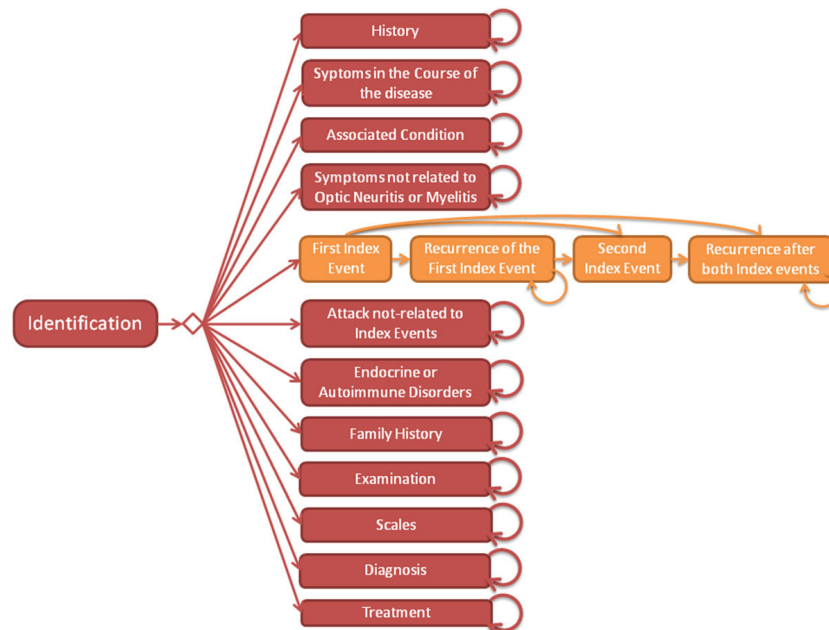 History
Syptoms in the Course of
the disease
Associated Condition
Symptoms not related to
Optic Neuritis or Myelitis
First Index
Event
Recurrence of the
First Index Event
Second
Index Event
Recurrence after
both Index events
Identification
Attack not-related to
Index Events
Endocrine or
Autoimmune Disorders
Family History
Examination
Scales
Diagnosis
Treatment